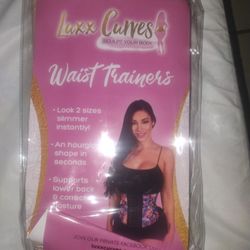 Luxx Curves
SCULPT YOUR BODY
Waist Trainers
• Look 2 sizes
slimmer
instantly!
• An hourglass
shape in
seconds
• Supports
lower back
& correct
posture
JOIN OUR PRIVATE FACEBOOK